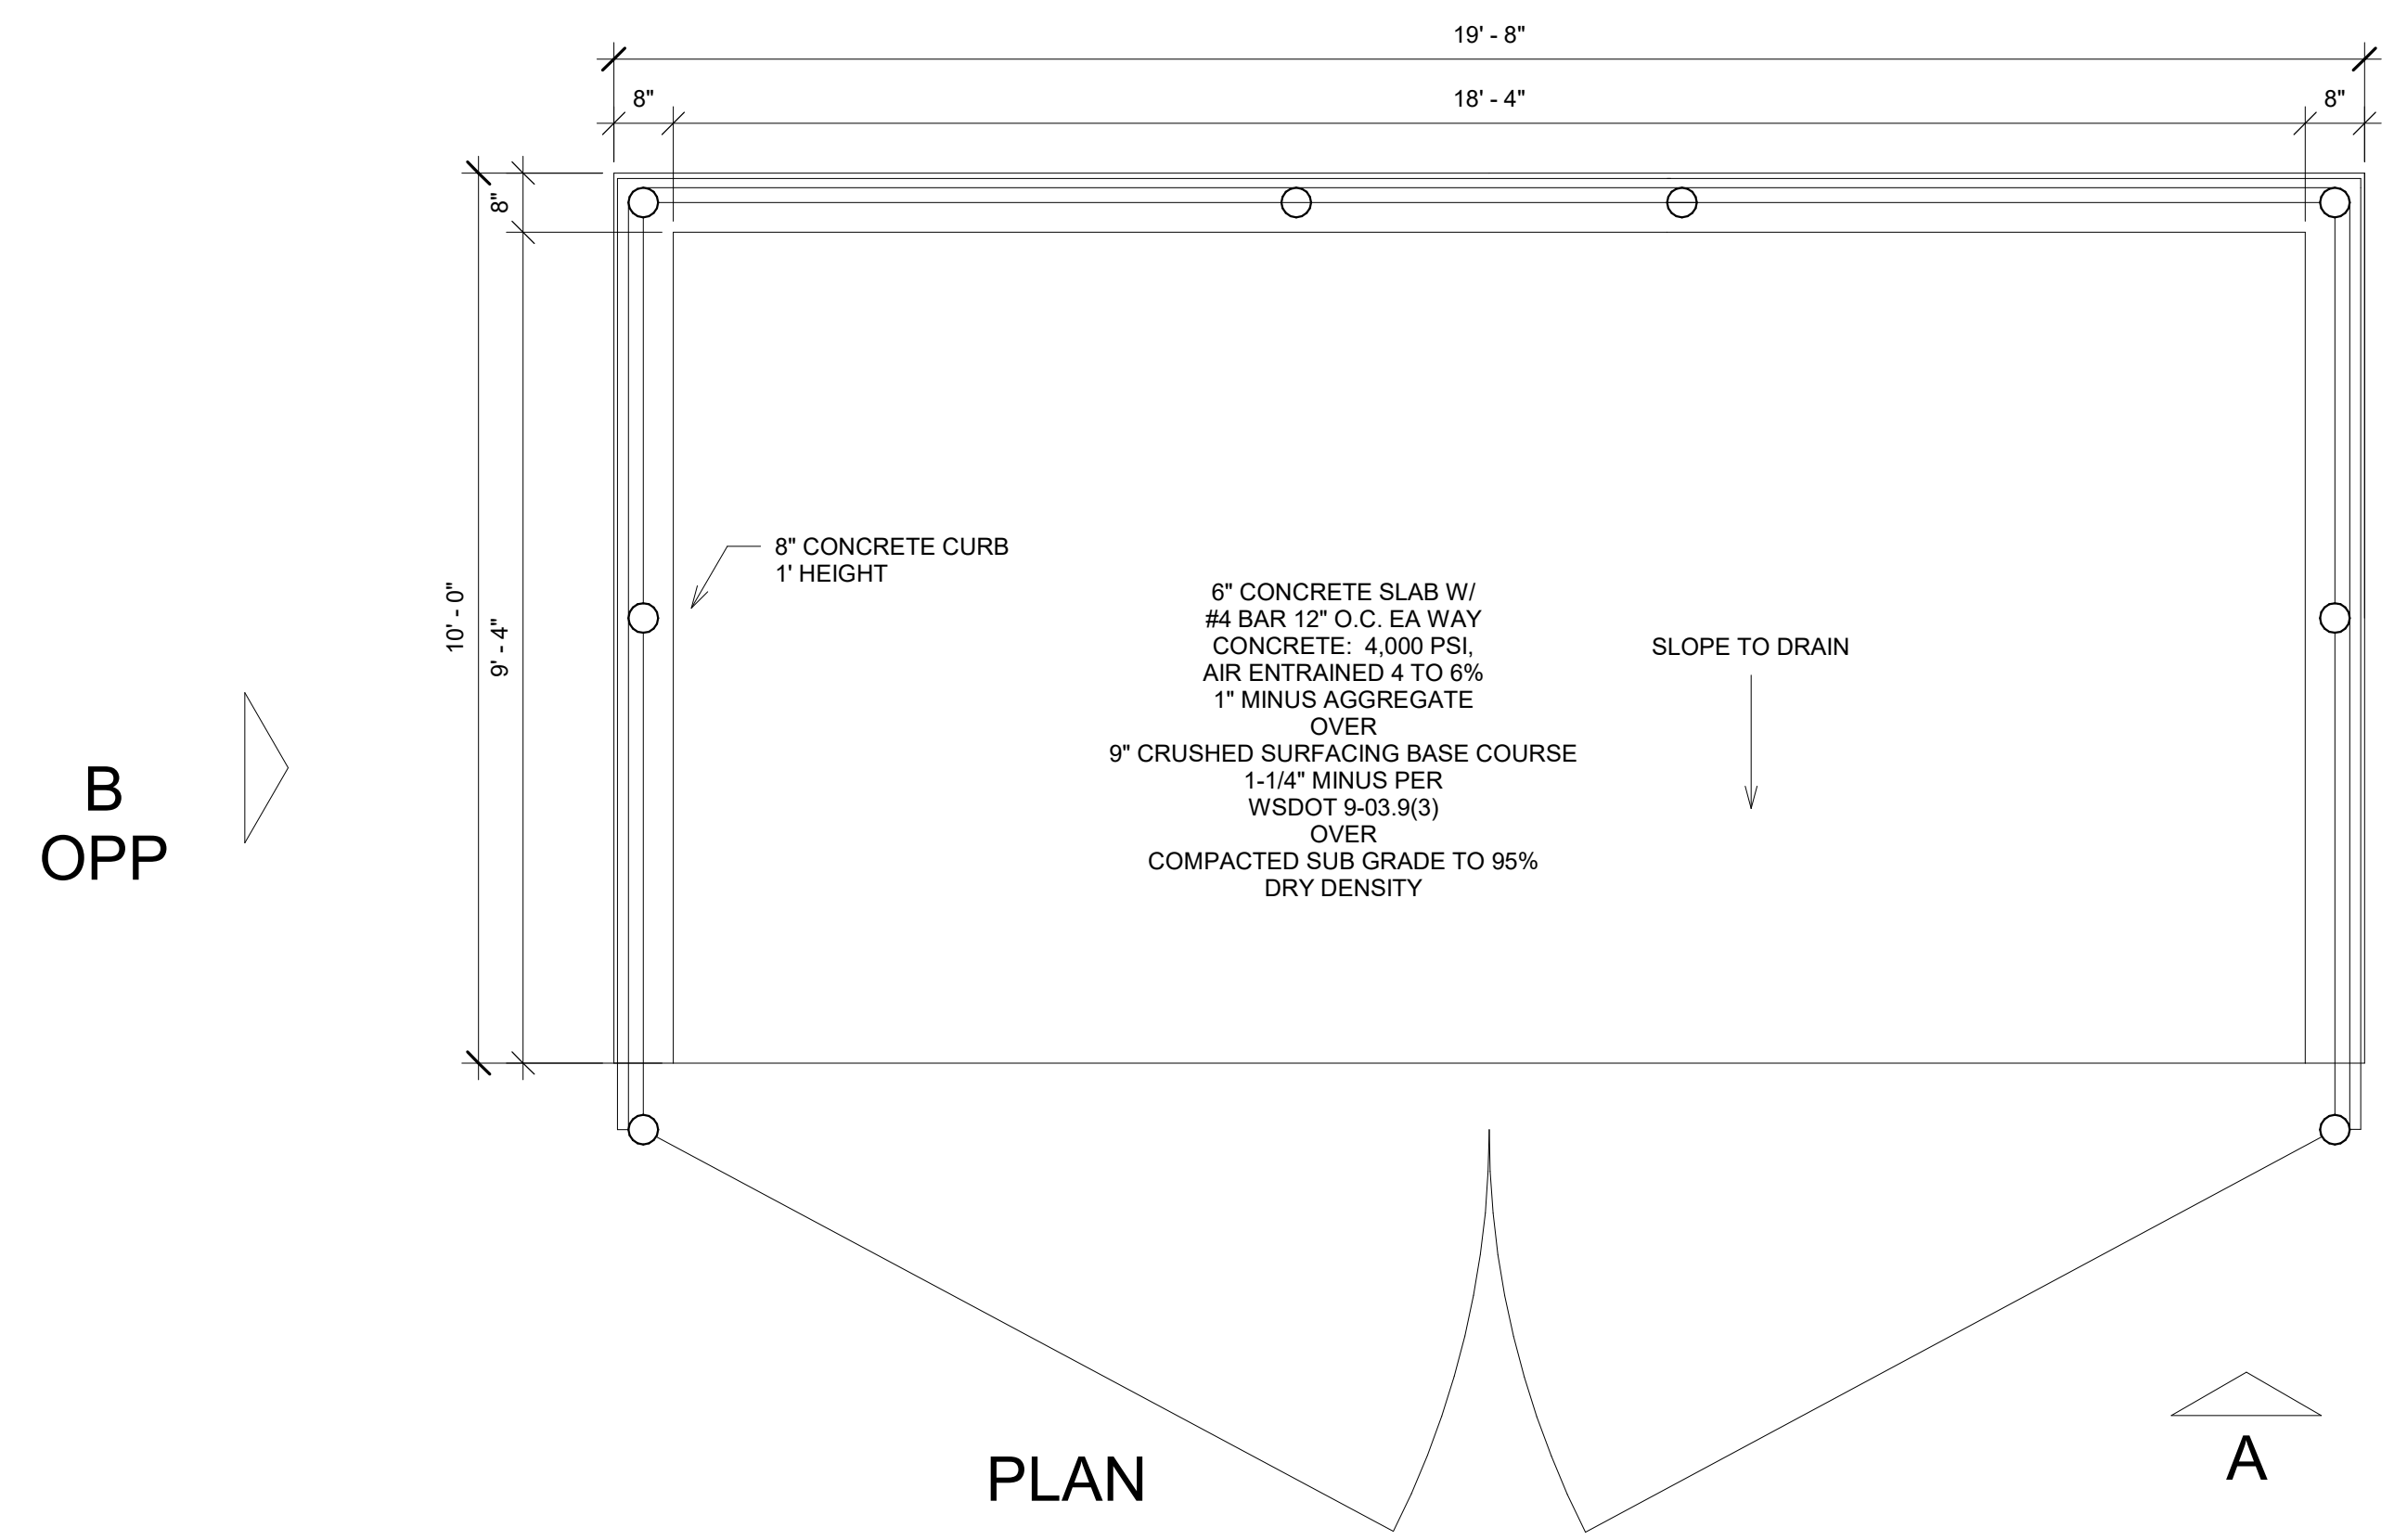 19' - 8"
8"
18' - 4"
8"
8"
10' - 0"
9' - 4"
8" CONCRETE CURB
1' HEIGHT
6" CONCRETE SLAB W/
#4 BAR 12" O.C. EA WAY
CONCRETE:  4,000 PSI,
AIR ENTRAINED 4 TO 6%
1" MINUS AGGREGATE
OVER
9" CRUSHED SURFACING BASE COURSE
1-1/4" MINUS PER
WSDOT 9-03.9(3)
OVER
COMPACTED SUB GRADE TO 95%
DRY DENSITY
SLOPE TO DRAIN
B
OPP
PLAN
A